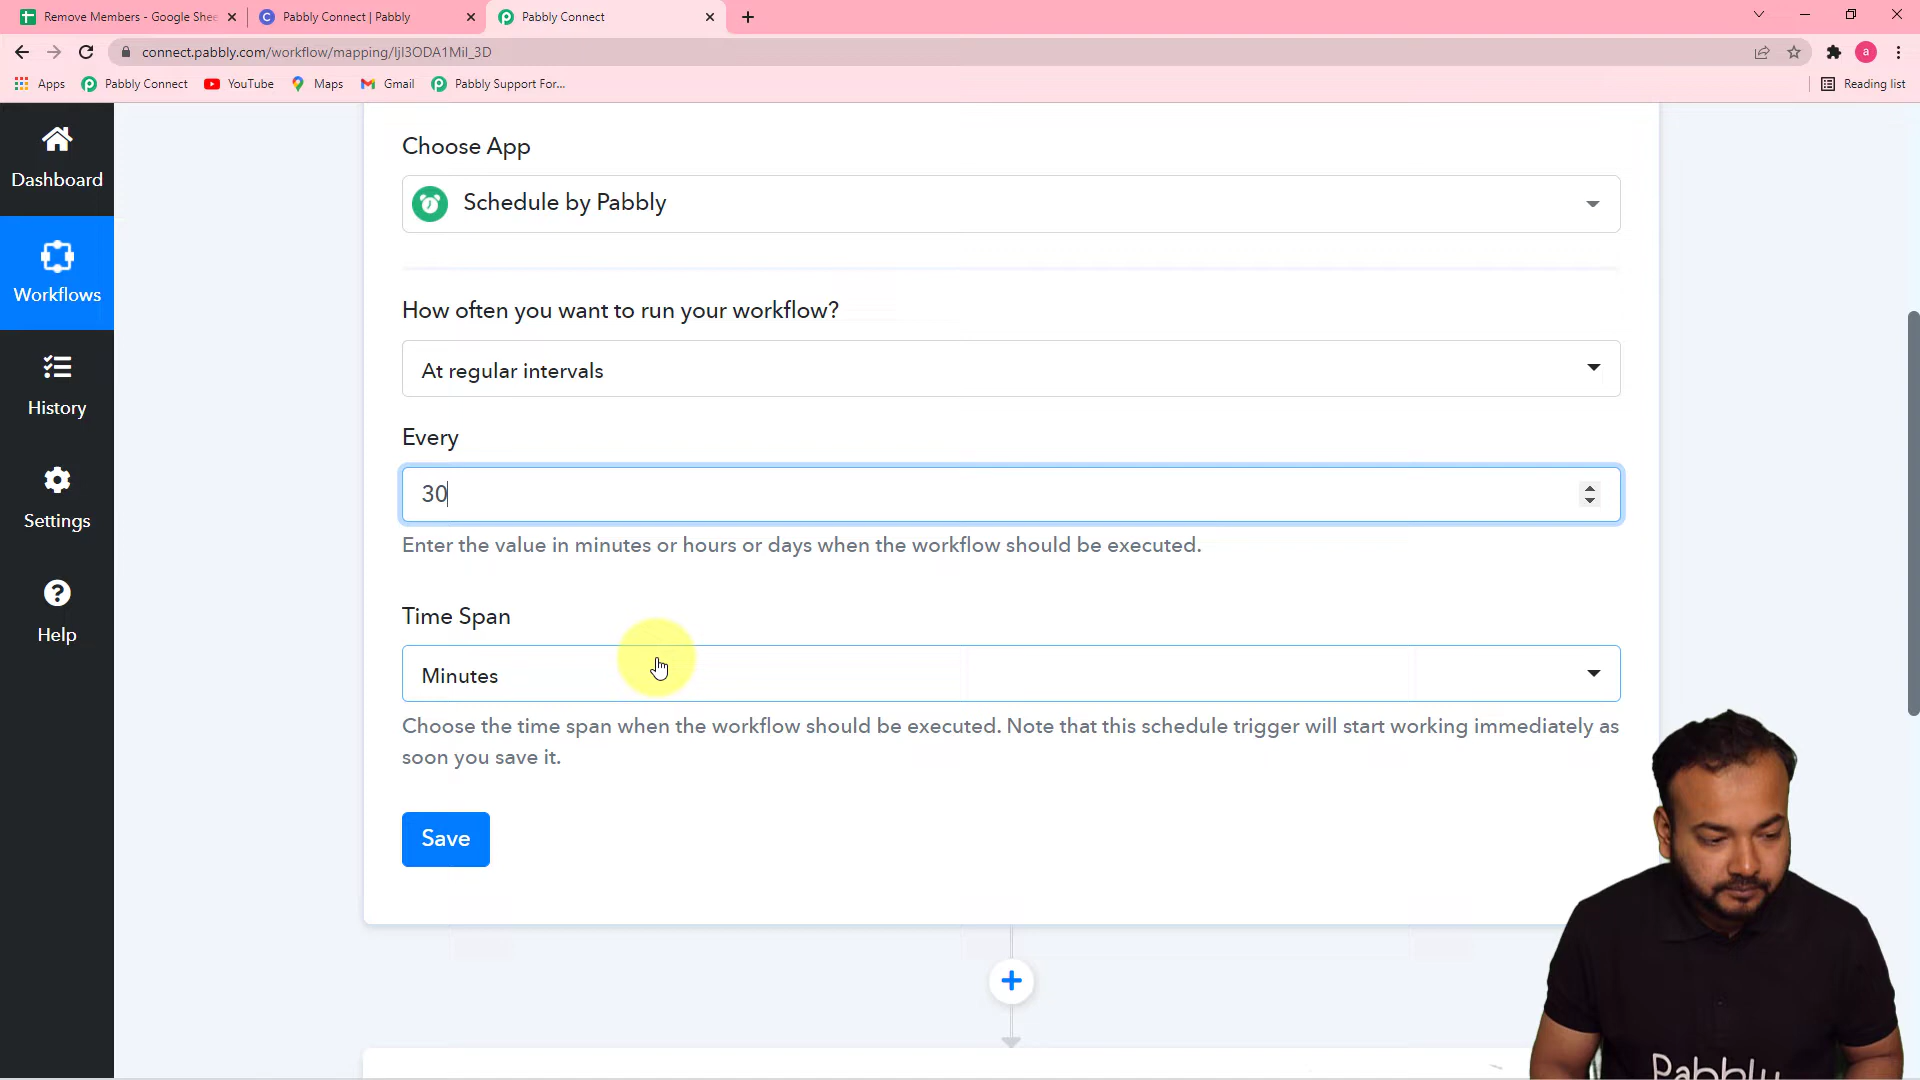 Remove Members - Google Shee
Pabbly Connect | Pabbly
Pabbly Connect
connect.pabbly.com/workflow/mapping/IjI3ODA1MiI_3D
a
Apps
Pabbly Connect
YouTube
Maps
Gmail
Pabbly Support For...
Reading list
Dashboard
Workflows
History
Settings
Help
Choose App
Schedule by Pabbly
How often you want to run your workflow?
At regular intervals
Every
30
Enter the value in minutes or hours or days when the workflow should be executed.
Time Span
Minutes
Choose the time span when the workflow should be executed. Note that this schedule trigger will start working immediately as
soon you save it.
Save
Pabbly